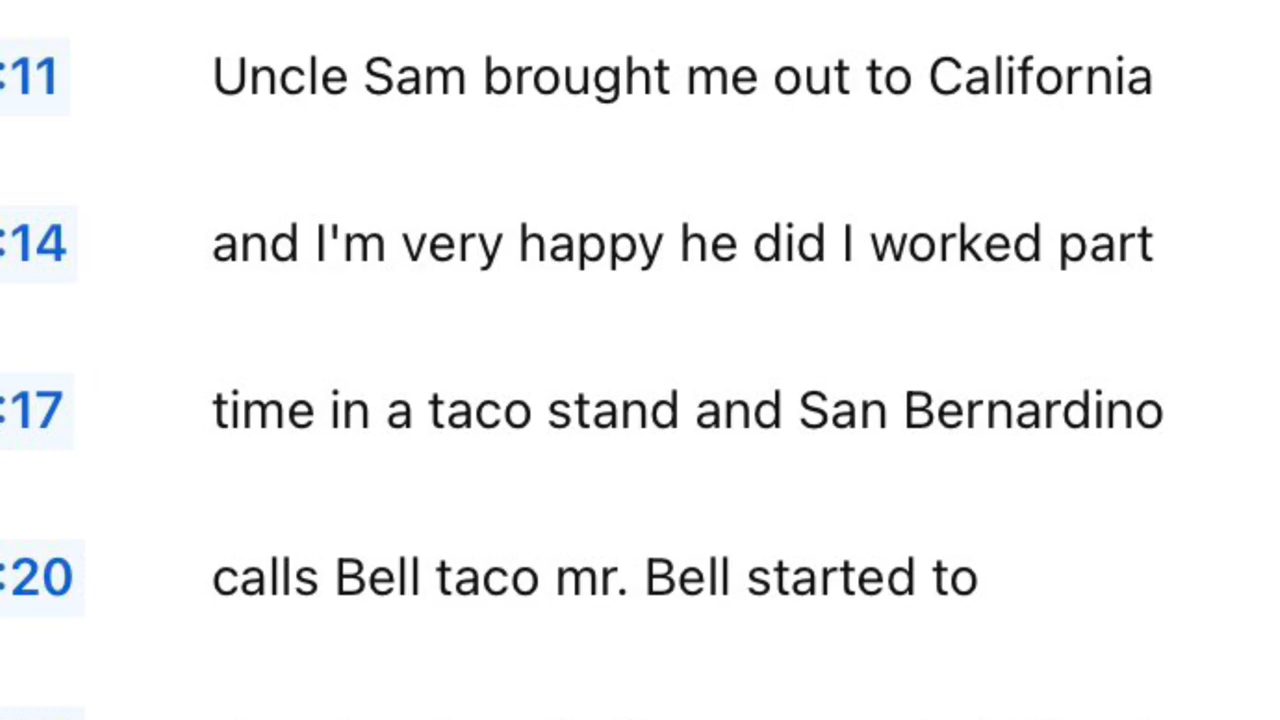 :11 Uncle Sam brought me out to California
:14 and I'm very happy he did I worked part
:17 time in a taco stand and San Bernardino
:20 calls Bell taco mr. Bell started to